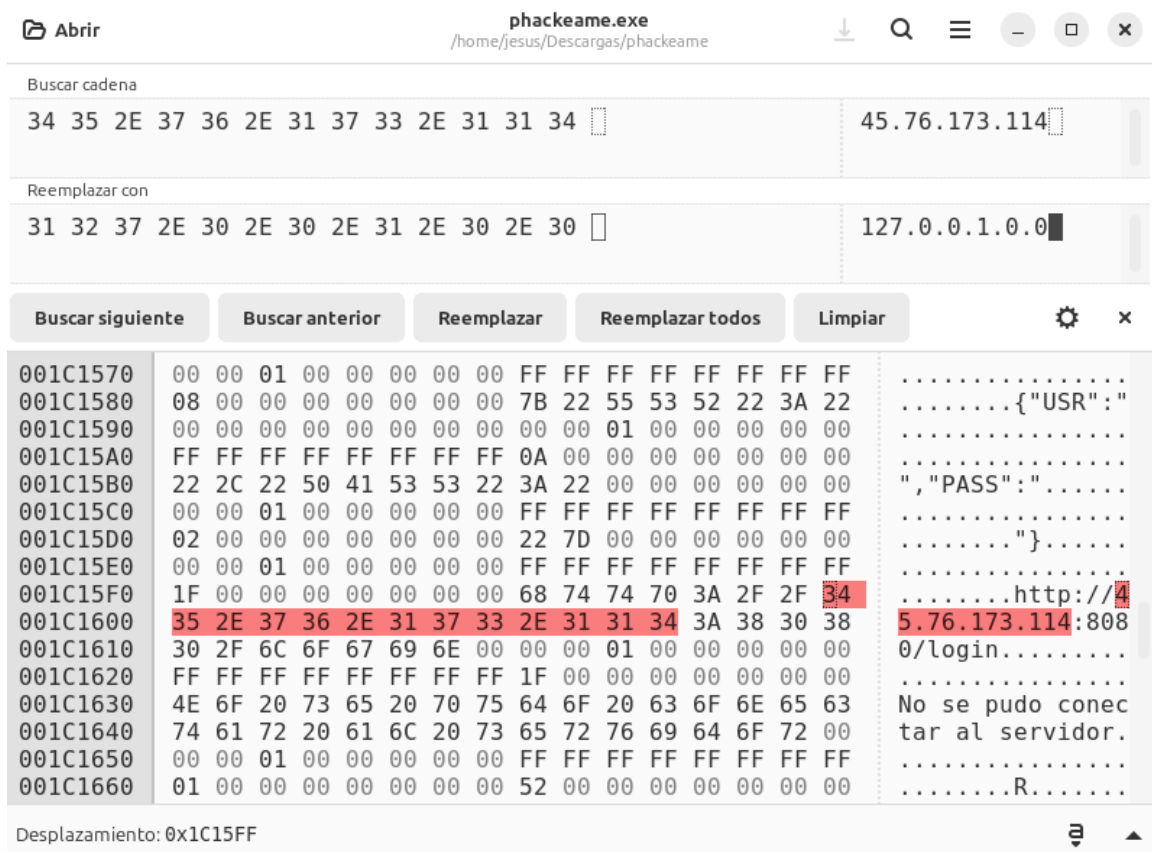 Abrir
phackeame.exe
/home/jesus/Descargas/phackeame
Buscar cadena
34 35 2E 37 36 2E 31 37 33 2E 31 31 34 45.76.173.114
Reemplazar con
31 32 37 2E 30 2E 30 2E 31 2E 30 2E 30 127.0.0.1.0.0
Buscar siguiente Buscar anterior Reemplazar Reemplazar todos Limpiar
001C1570 00 00 01 00 00 00 00 00 FF FF FF FF FF FF FF FF ................
001C1580 08 00 00 00 00 00 00 00 7B 22 55 53 52 22 3A 22 ........{"USR":"
001C1590 00 00 00 00 00 00 00 00 00 00 01 00 00 00 00 00 ................
001C15A0 FF FF FF FF FF FF FF FF 0A 00 00 00 00 00 00 00 ................
001C15B0 22 2C 22 50 41 53 53 22 3A 22 00 00 00 00 00 00 ","PASS":"......
001C15C0 00 00 01 00 00 00 00 00 FF FF FF FF FF FF FF FF ................
001C15D0 02 00 00 00 00 00 00 00 22 7D 00 00 00 00 00 00 ........"}......
001C15E0 00 00 01 00 00 00 00 00 FF FF FF FF FF FF FF FF ................
001C15F0 1F 00 00 00 00 00 00 00 68 74 74 70 3A 2F 2F 34 ........http://4
001C1600 35 2E 37 36 2E 31 37 33 2E 31 31 34 3A 38 30 38 5.76.173.114:808
001C1610 30 2F 6C 6F 67 69 6E 00 00 00 01 00 00 00 00 00 0/login.........
001C1620 FF FF FF FF FF FF FF FF 1F 00 00 00 00 00 00 00 ................
001C1630 4E 6F 20 73 65 20 70 75 64 6F 20 63 6F 6E 65 63 No se pudo conec
001C1640 74 61 72 20 61 6C 20 73 65 72 76 69 64 6F 72 00 tar al servidor.
001C1650 00 00 01 00 00 00 00 00 FF FF FF FF FF FF FF FF ................
001C1660 01 00 00 00 00 00 00 00 52 00 00 00 00 00 00 00 ........R.......
Desplazamiento: 0x1C15FF